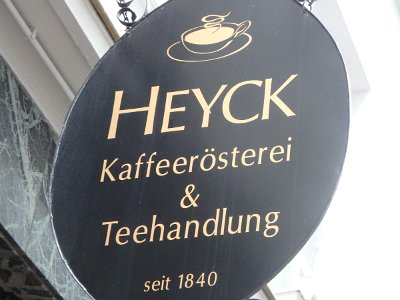 HEYCK
Kaffeerösterei
&
Teehandlung
seit 1840